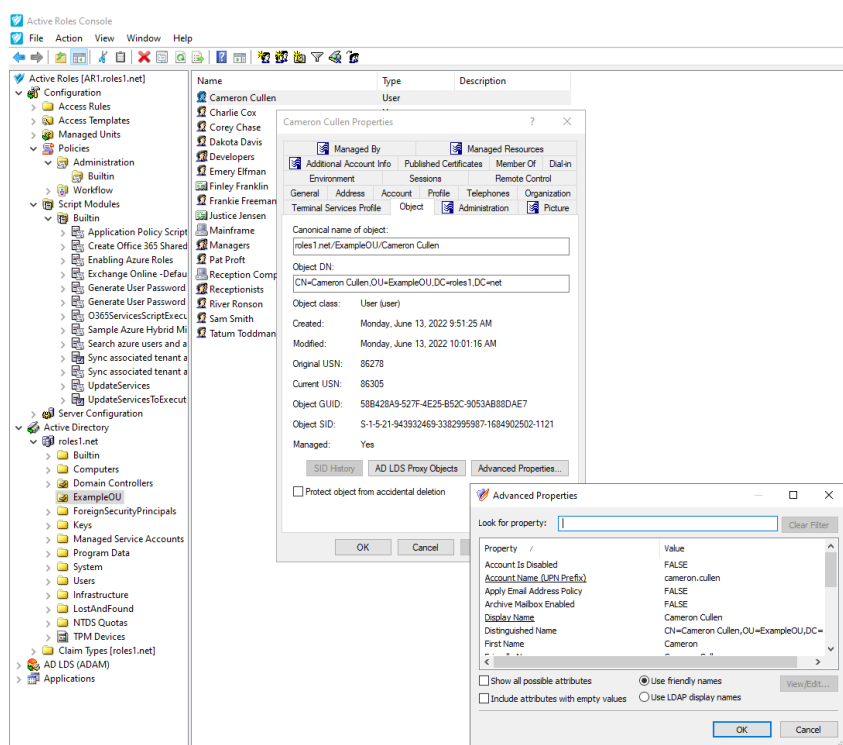 Active Roles Console
File Action View Window Help
Active Roles [AR1.roles1.net]
Configuration
Access Rules
Access Templates
Managed Units
Policies
Administration
Builtin
Workflow
Script Modules
Builtin
Application Policy Script
Create Office 365 Shared
Enabling Azure Roles
Exchange Online -Defau
Generate User Password
Generate User Password
O365ServicesScriptExecu
Sample Azure Hybrid Mi
Search azure users and a
Sync associated tenant a
Sync associated tenant a
UpdateServices
UpdateServicesToExecut
Server Configuration
Active Directory
roles1.net
Builtin
Computers
Domain Controllers
ExampleOU
ForeignSecurityPrincipals
Keys
Managed Service Accounts
Program Data
System
Users
Infrastructure
LostAndFound
NTDS Quotas
TPM Devices
Claim Types [roles1.net]
AD LDS (ADAM)
Applications
Name Type Description
Cameron Cullen User
Charlie Cox
Corey Chase
Dakota Davis
Developers
Emery Elfman
Finley Franklin
Frankie Freeman
Justice Jensen
Mainframe
Managers
Pat Proft
Reception Comp
Receptionists
River Ronson
Sam Smith
Tatum Toddman
Cameron Cullen Properties
Managed By Managed Resources
Additional Account Info Published Certificates Member Of Dial-in
Environment Sessions Remote Control
General Address Account Profile Telephones Organization
Terminal Services Profile Object Administration Picture
Canonical name of object:
roles1.net/ExampleOU/Cameron Cullen
Object DN:
CN=Cameron Cullen,OU=ExampleOU,DC=roles1,DC=net
Object class: User (user)
Created: Monday, June 13, 2022 9:51:25 AM
Modified: Monday, June 13, 2022 10:01:16 AM
Original USN: 86278
Current USN: 86305
Object GUID: 58B428A9-527F-4E25-B52C-9053AB88DAE7
Object SID: S-1-5-21-943932469-3382995987-1684902502-1121
Managed: Yes
SID History AD LDS Proxy Objects Advanced Properties...
Protect object from accidental deletion
OK Cancel
Advanced Properties
Look for property: Clear Filter
Property Value
Account Is Disabled FALSE
Account Name (UPN Prefix) cameron.cullen
Apply Email Address Policy FALSE
Archive Mailbox Enabled FALSE
Display Name Cameron Cullen
Distinguished Name CN=Cameron Cullen,OU=ExampleOU,DC=
First Name Cameron
Show all possible attributes Use friendly names View/Edit...
Include attributes with empty values Use LDAP display names
OK Cancel